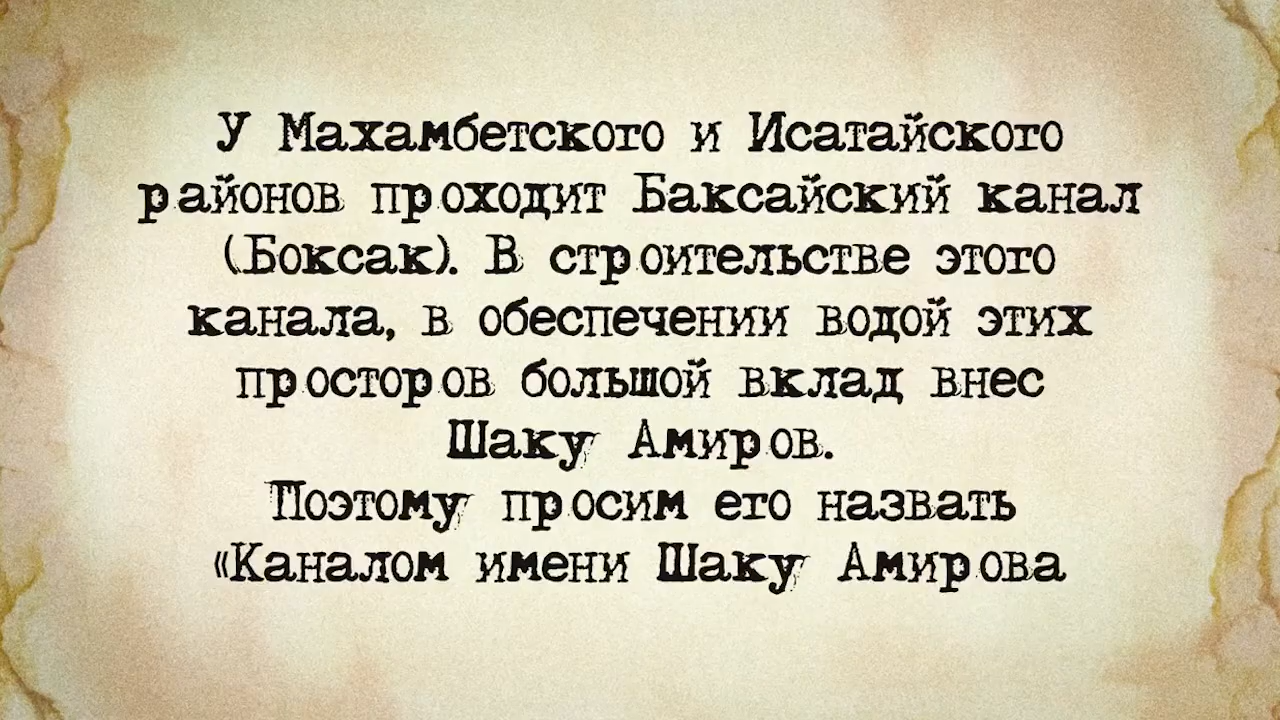 У Махамбетского и Исатайского
районов проходит Баксайский канал
(Боксак). В строительстве этого
канала, в обеспечении водой этих
просторов большой вклад внес
Шаку Амиров.
Поэтому просим его назвать
«Каналом имени Шаку Амирова